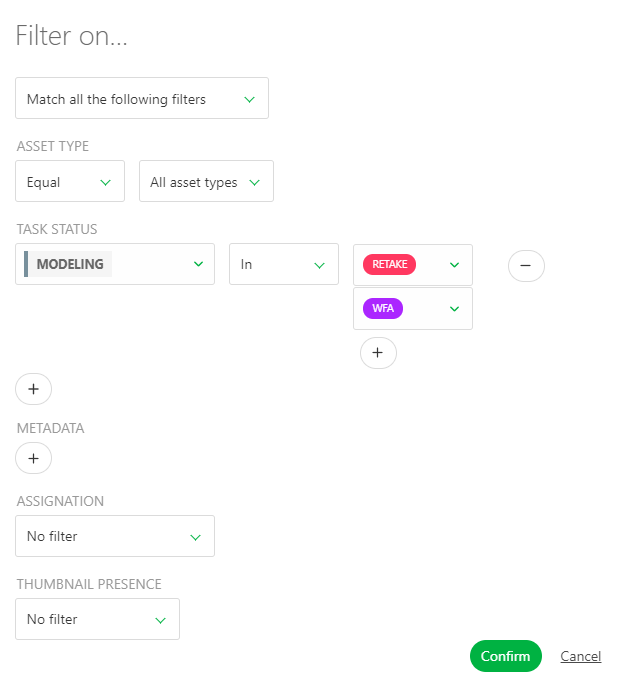 Filter on...
Match all the following filters
ASSET TYPE
Equal
All asset types
TASK STATUS
MODELING
In
RETAKE
WFA
METADATA
ASSIGNATION
No filter
THUMBNAIL PRESENCE
No filter
Confirm
Cancel